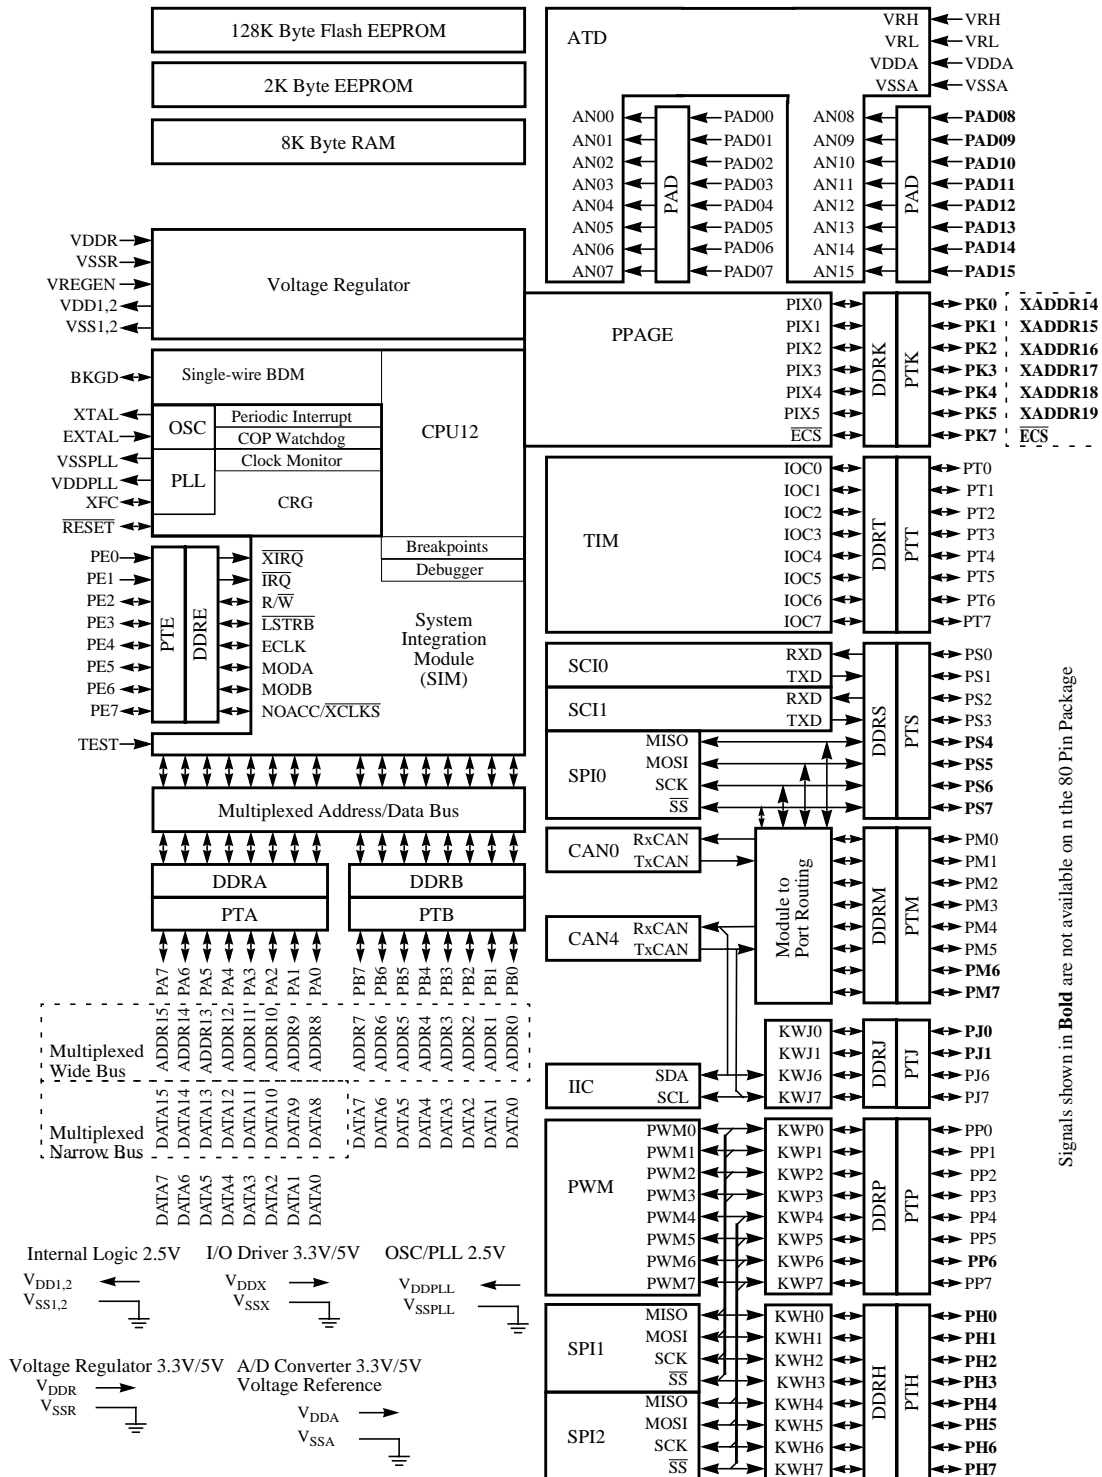 128K Byte Flash EEPROM
2K Byte EEPROM
8K Byte RAM
VDDR
VSSR
VREGEN
VDD1,2
VSS1,2
Voltage Regulator
BKGD
Single-wire BDM
XTAL
EXTAL
VSSPLL
VDDPLL
XFC
RESET
OSC
PLL
Periodic Interrupt
COP Watchdog
Clock Monitor
CRG
CPU12
Breakpoints
Debugger
PE0
PE1
PE2
PE3
PE4
PE5
PE6
PE7
TEST
PTE
DDRE
XIRQ
IRQ
R/W
LSTRB
ECLK
MODA
MODB
NOACC/XCLKS
System
Integration
Module
(SIM)
Multiplexed Address/Data Bus
DDRA
PTA
DDRB
PTB
PA7 PA6 PA5 PA4 PA3 PA2 PA1 PA0
PB7 PB6 PB5 PB4 PB3 PB2 PB1 PB0
Multiplexed
Wide Bus
ADDR15 ADDR14 ADDR13 ADDR12 ADDR11 ADDR10 ADDR9 ADDR8
ADDR7 ADDR6 ADDR5 ADDR4 ADDR3 ADDR2 ADDR1 ADDR0
DATA15 DATA14 DATA13 DATA12 DATA11 DATA10 DATA9 DATA8
DATA7 DATA6 DATA5 DATA4 DATA3 DATA2 DATA1 DATA0
Multiplexed
Narrow Bus
DATA7 DATA6 DATA5 DATA4 DATA3 DATA2 DATA1 DATA0
Internal Logic 2.5V
VDD1,2
VSS1,2
I/O Driver 3.3V/5V
VDDX
VSSX
OSC/PLL 2.5V
VDDPLL
VSSPLL
Voltage Regulator 3.3V/5V
VDDR
VSSR
A/D Converter 3.3V/5V
Voltage Reference
VDDA
VSSA
ATD
VRH VRH
VRL VRL
VDDA VDDA
VSSA VSSA
AN00 PAD00
AN01 PAD01
AN02 PAD02
AN03 PAD03
AN04 PAD04
AN05 PAD05
AN06 PAD06
AN07 PAD07
PAD
AN08 PAD08
AN09 PAD09
AN10 PAD10
AN11 PAD11
AN12 PAD12
AN13 PAD13
AN14 PAD14
AN15 PAD15
PAD
PPAGE
PIX0 PK0 XADDR14
PIX1 PK1 XADDR15
PIX2 PK2 XADDR16
PIX3 PK3 XADDR17
PIX4 PK4 XADDR18
PIX5 PK5 XADDR19
ECS PK7 ECS
DDRK
PTK
TIM
IOC0 PT0
IOC1 PT1
IOC2 PT2
IOC3 PT3
IOC4 PT4
IOC5 PT5
IOC6 PT6
IOC7 PT7
DDRT
PTT
SCI0
RXD PS0
TXD PS1
SCI1
RXD PS2
TXD PS3
SPI0
MISO PS4
MOSI PS5
SCK PS6
SS PS7
DDRS
PTS
CAN0
RxCAN
TxCAN
CAN4
RxCAN
TxCAN
Module to
Port Routing
DDRM
PTM
PM0
PM1
PM2
PM3
PM4
PM5
PM6
PM7
IIC
SDA
SCL
KWJ0 PJ0
KWJ1 PJ1
KWJ6 PJ6
KWJ7 PJ7
DDRJ
PTJ
PWM
PWM0 KWP0 PP0
PWM1 KWP1 PP1
PWM2 KWP2 PP2
PWM3 KWP3 PP3
PWM4 KWP4 PP4
PWM5 KWP5 PP5
PWM6 KWP6 PP6
PWM7 KWP7 PP7
DDRP
PTP
SPI1
MISO KWH0 PH0
MOSI KWH1 PH1
SCK KWH2 PH2
SS KWH3 PH3
SPI2
MISO KWH4 PH4
MOSI KWH5 PH5
SCK KWH6 PH6
SS KWH7 PH7
DDRH
PTH
Signals shown in Bold are not available on n the 80 Pin Package